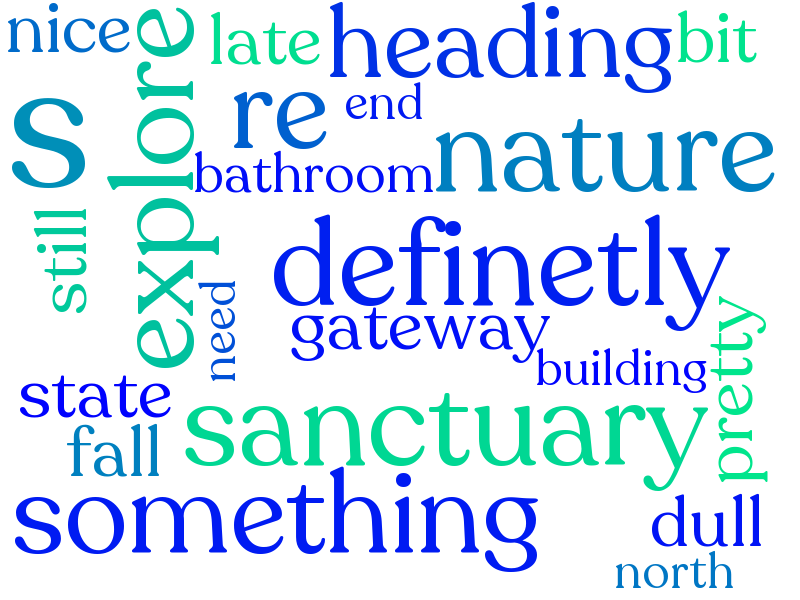 nice
explore
late
heading
bit
s
re
end
nature
bathroom
still
definetly
need
gateway
pretty
building
state
sanctuary
fall
something
dull
north